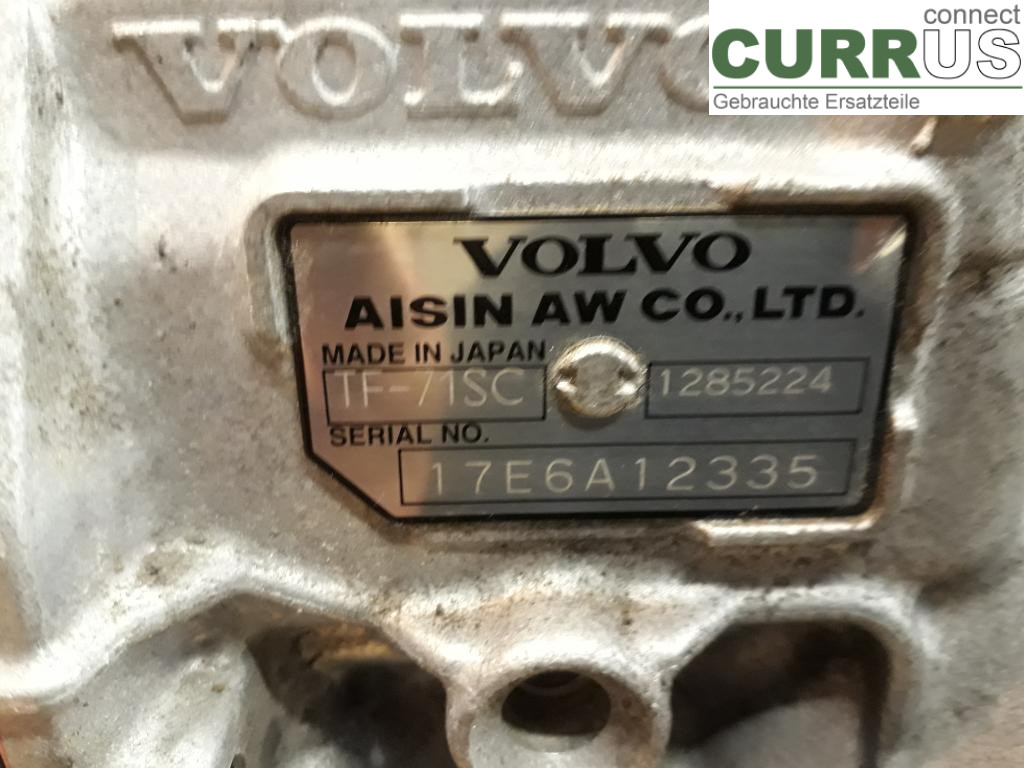 VOLVO
connect
CURRUS
Gebrauchte Ersatzteile
VOLVO
AISIN AW CO., LTD.
MADE IN JAPAN
TF-71SC 1285224
SERIAL NO.
17E6A12335